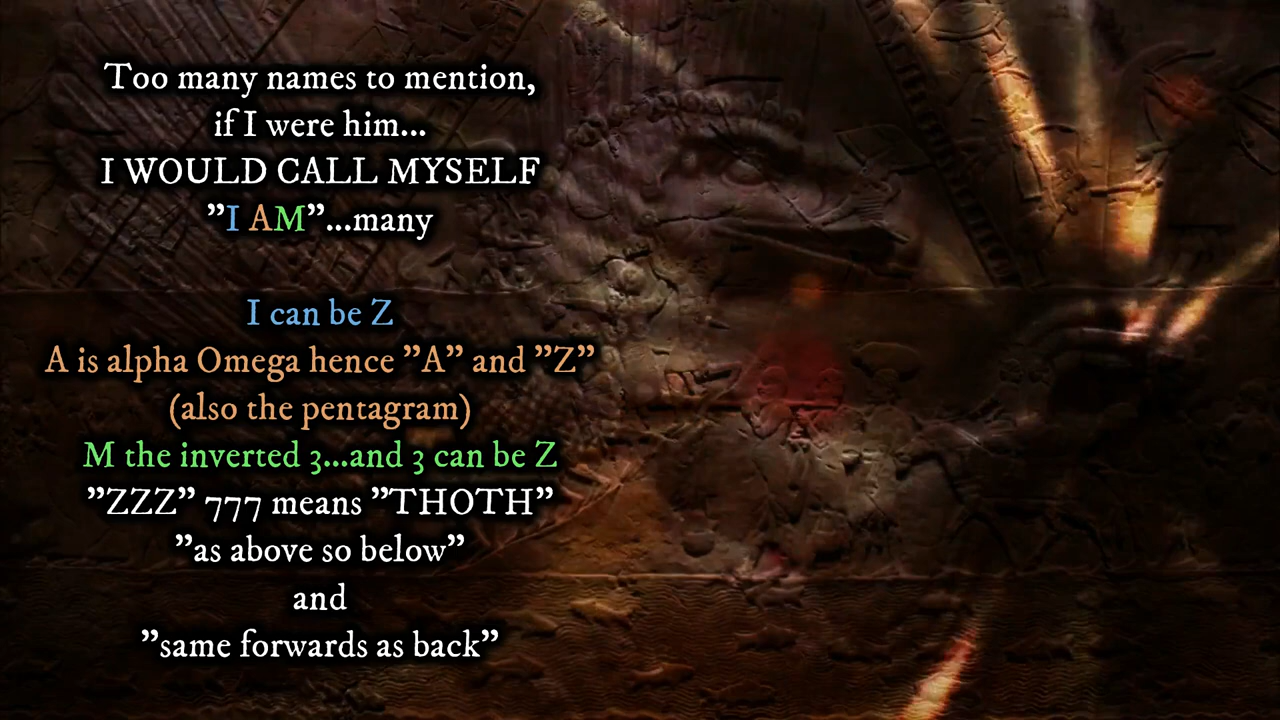 Too many names to mention,
if I were him...
I WOULD CALL MYSELF
"I AM"...many
I can be Z
A is alpha Omega hence "A" and "Z"
(also the pentagram)
M the inverted 3...and 3 can be Z
"ZZZ" 777 means "THOTH"
"as above so below"
and
"same forwards as back"